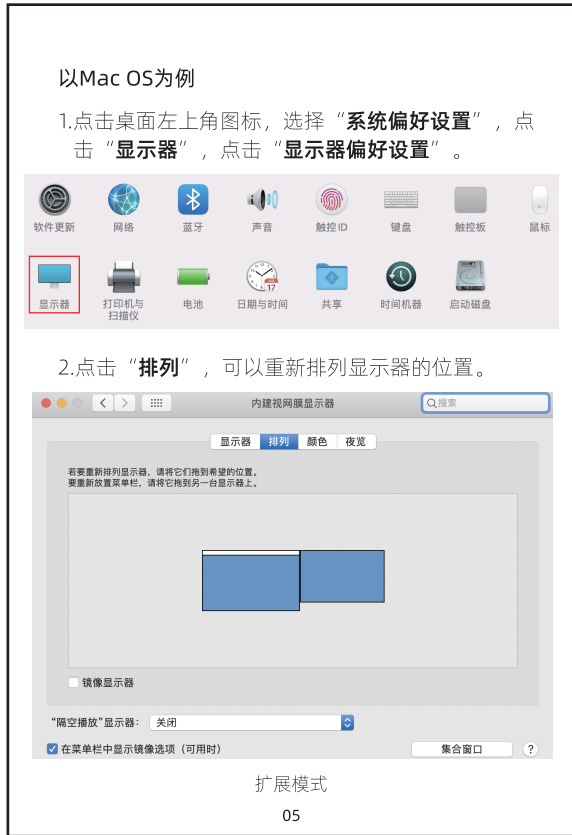 以Mac OS为例
1.点击桌面左上角图标，选择“系统偏好设置”，点
击“显示器”，点击“显示器偏好设置”。
软件更新 网络 蓝牙 声音 触控 ID 键盘 触控板 鼠标
显示器 打印机与 电池 日期与时间 共享 时间机器 启动磁盘
扫描仪
17
2.点击“排列”，可以重新排列显示器的位置。
内建视网膜显示器 搜索
显示器 排列 颜色 夜览
若要重新排列显示器，请将它们拖到希望的位置。
要重新放置菜单栏，请将它拖到另一台显示器上。
镜像显示器
“隔空播放”显示器： 关闭
在菜单栏中显示镜像选项（可用时） 集合窗口 ?
扩展模式
05